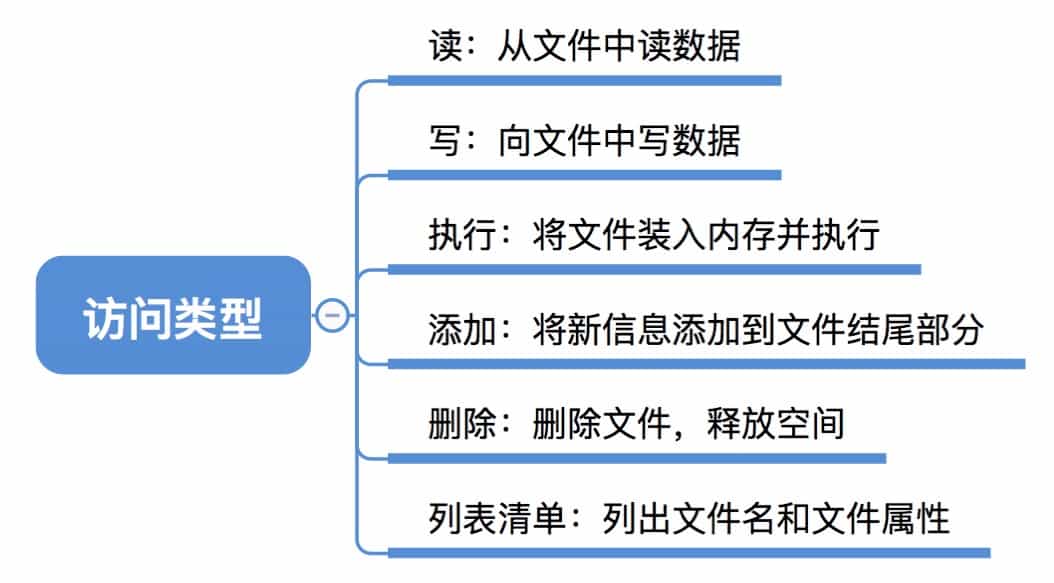 读：从文件中读数据
写：向文件中写数据
执行：将文件装入内存并执行
访问类型
添加：将新信息添加到文件结尾部分
删除：删除文件，释放空间
列表清单：列出文件名和文件属性